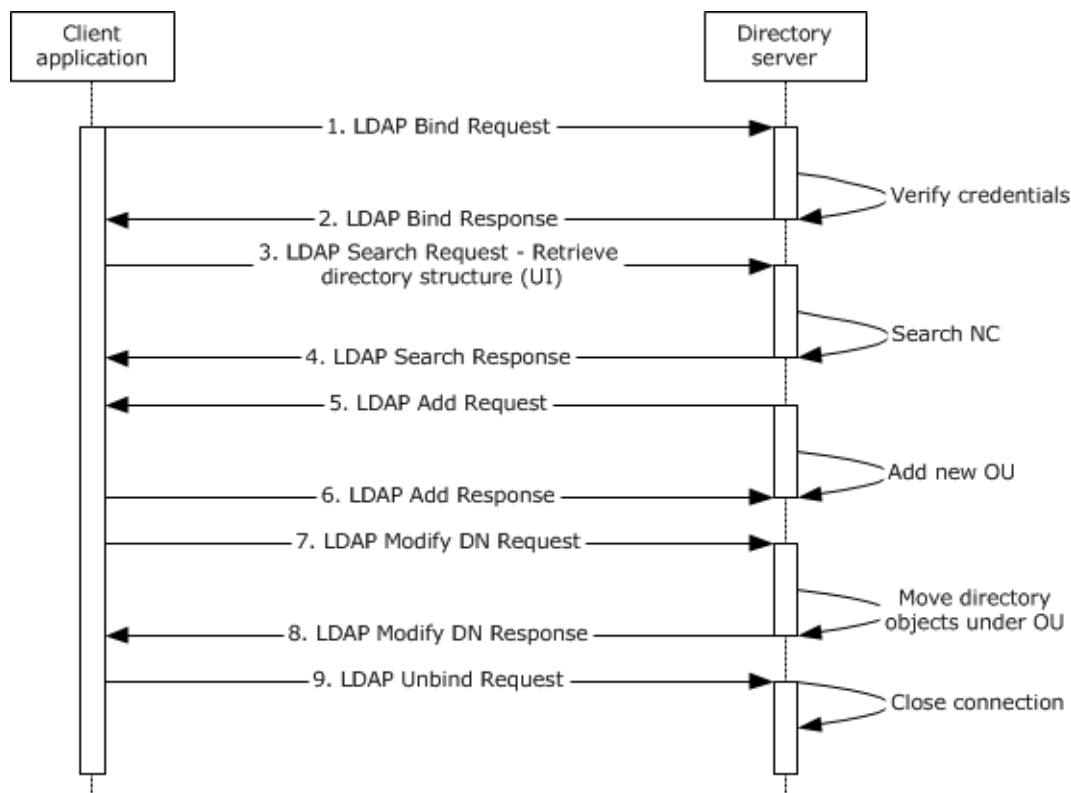 Client
application
Directory
server
1. LDAP Bind Request
Verify credentials
2. LDAP Bind Response
3. LDAP Search Request - Retrieve
directory structure (UI)
Search NC
4. LDAP Search Response
5. LDAP Add Request
Add new OU
6. LDAP Add Response
7. LDAP Modify DN Request
Move directory
objects under OU
8. LDAP Modify DN Response
9. LDAP Unbind Request
Close connection